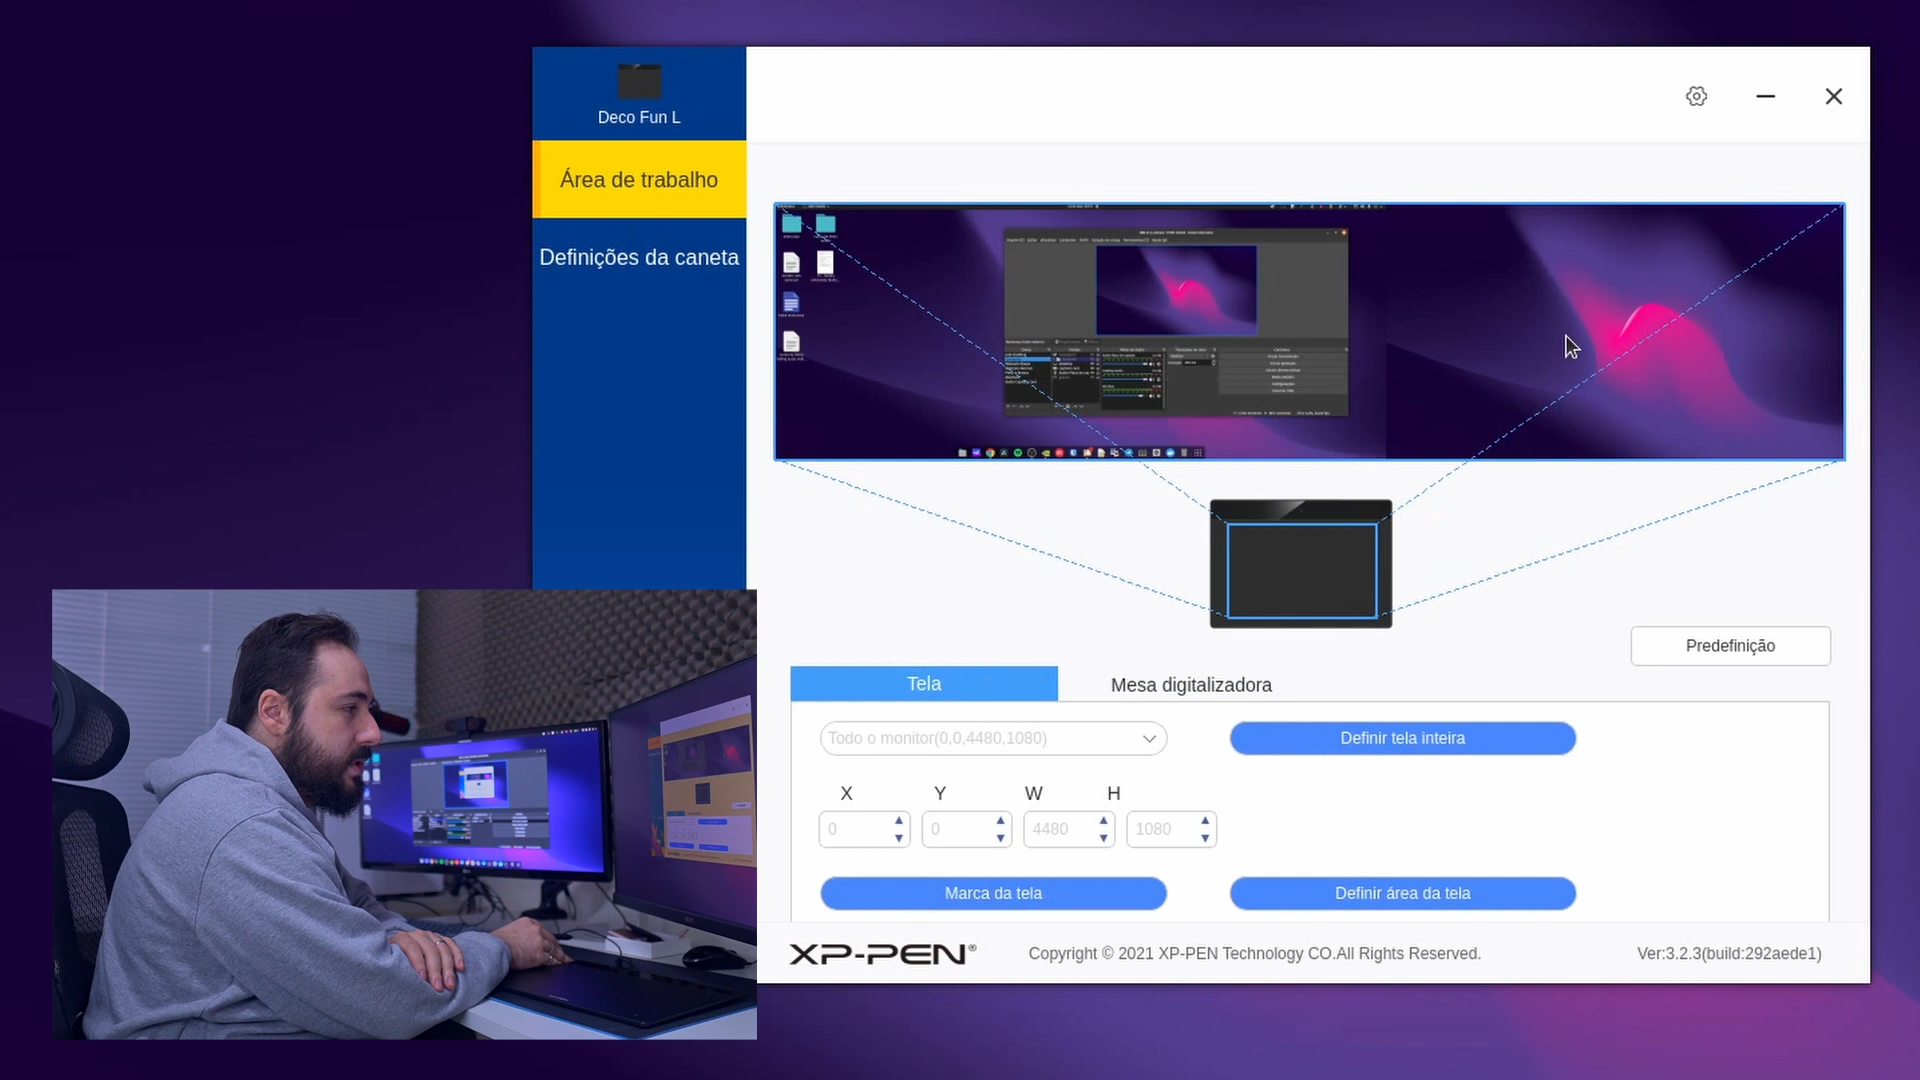 Deco Fun L
Área de trabalho
Definições da caneta
Predefinição
Tela
Mesa digitalizadora
Todo o monitor(0,0,4480,1080)
Definir tela inteira
X
Y
W
H
0
0
4480
1080
Marca da tela
Definir área da tela
XP-PEN®
Copyright © 2021 XP-PEN Technology CO.All Rights Reserved.
Ver:3.2.3(build:292aede1)